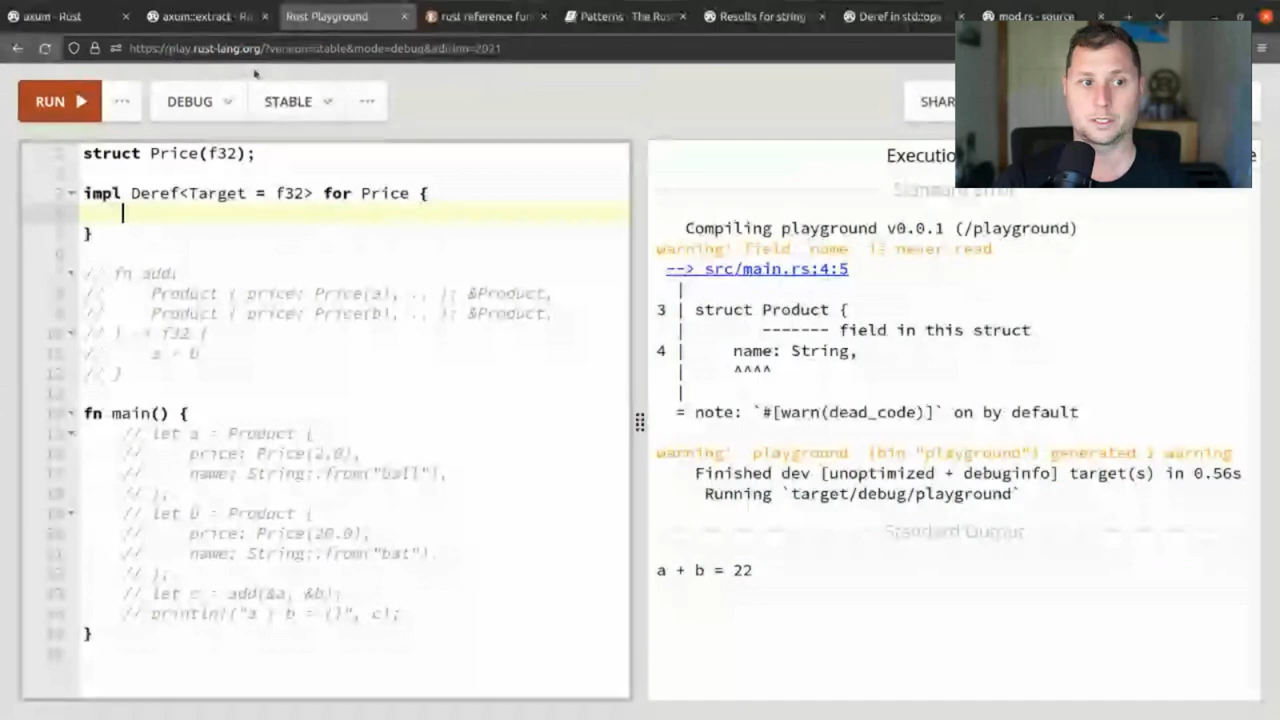 axum - Rust
axum::extract - Ru
Rust Playground
rust reference fun
Patterns - The Rus
Results for string
Deref in std::ops
mod.rs - source
https://play.rust-lang.org/?version=stable&mode=debug&edition=2021
RUN
DEBUG
STABLE
SHAR
struct Price(f32);
impl Deref<Target = f32> for Price {
}
// fn add(
//     Product { price: Price(a), .. }: &Product,
//     Product { price: Price(b), .. }: &Product,
// ) -> f32 {
//     a + b
// }
fn main() {
// let a = Product {
//     price: Price(2.0),
//     name: String::from("ball"),
// };
// let b = Product {
//     price: Price(20.0),
//     name: String::from("bat"),
// };
// let c = add(&a, &b);
// println!("a + b = {}", c);
}
Executio
Standard Error
Compiling playground v0.0.1 (/playground)
warning: field `name` is never read
--> src/main.rs:4:5
|
3 | struct Product {
| ------- field in this struct
4 | name: String,
| ^^^^
|
= note: `#[warn(dead_code)]` on by default
warning: `playground` (bin "playground") generated 1 warning
Finished dev [unoptimized + debuginfo] target(s) in 0.56s
Running `target/debug/playground`
Standard Output
a + b = 22